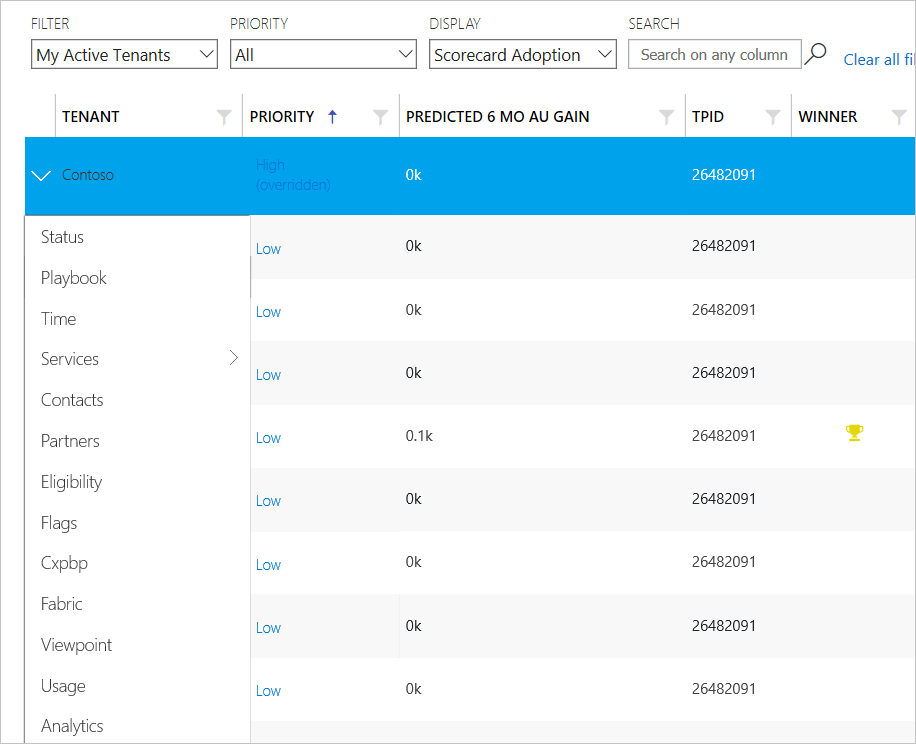 FILTER PRIORITY DISPLAY SEARCH
My Active Tenants All Scorecard Adoption Search on any column Clear all fil
TENANT PRIORITY PREDICTED 6 MO AU GAIN TPID WINNER
Contoso High (overridden) 0k 26482091
Status
Low 0k 26482091
Playbook
Time
Low 0k 26482091
Services
Low 0k 26482091
Contacts
Partners
Low 0.1k 26482091
Eligibility
Low 0k 26482091
Flags
Cxpbp
Low 0k 26482091
Fabric
Low 0k 26482091
Viewpoint
Usage
Low 0k 26482091
Analytics